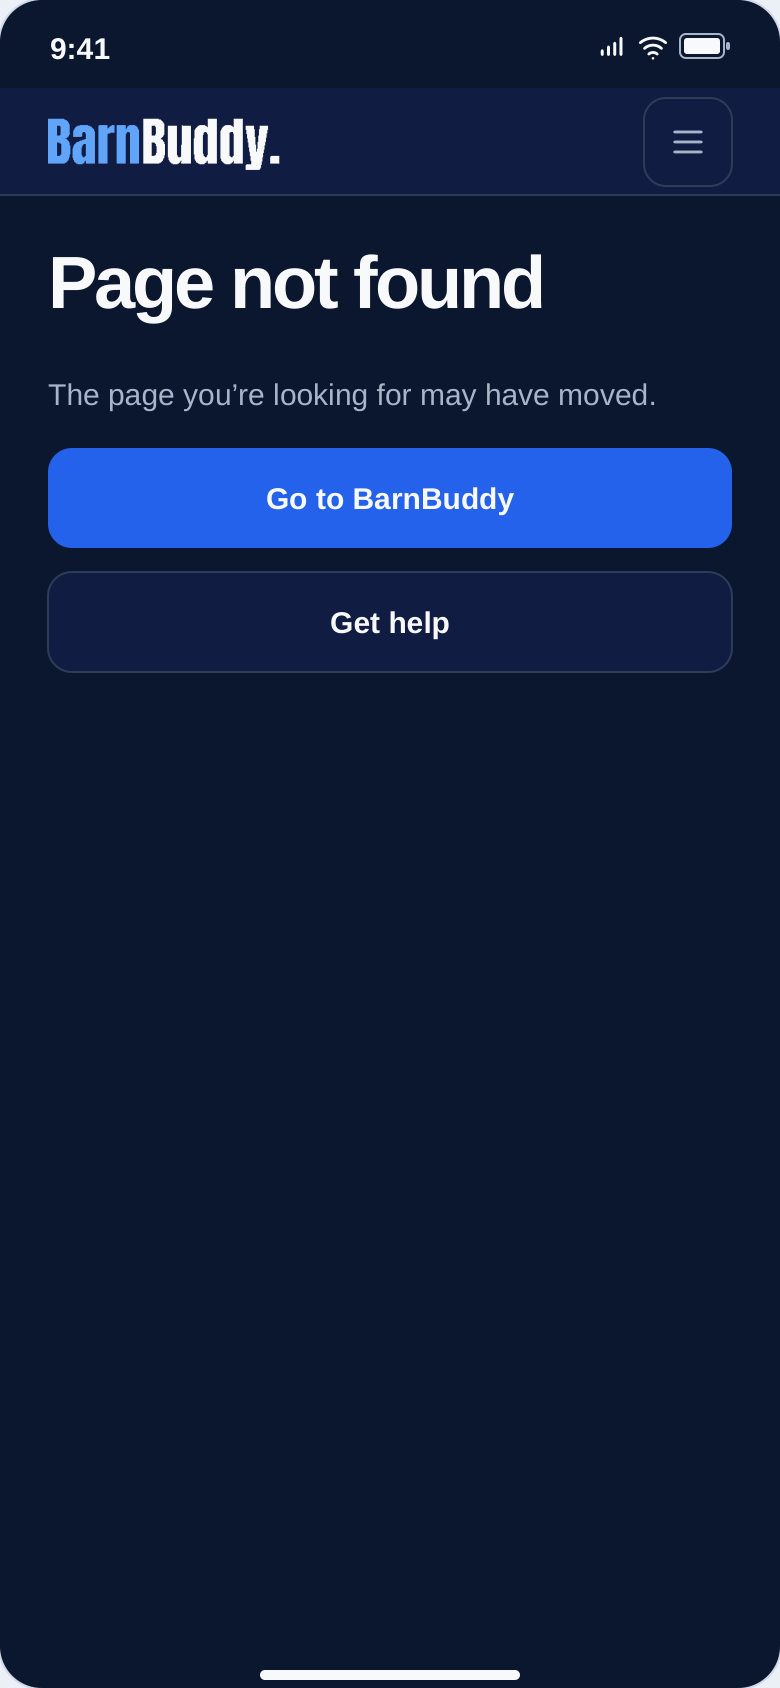 9:41
BarnBuddy.
Page not found
The page you’re looking for may have moved.
Go to BarnBuddy
Get help